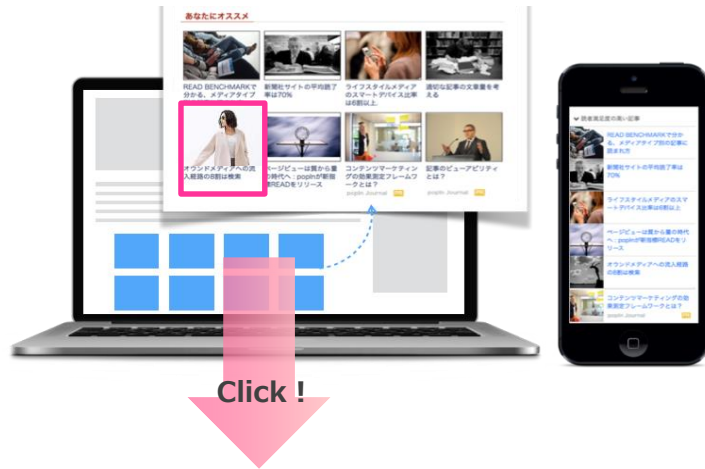 あなたにオススメ
READ BENCHMARKで
分かる、メディアタイプ
新聞社サイトの平均読了
率は70%
ライフスタイルメディア
のスマートデバイス比率
は6割以上
適切な記事の文章量を考
える
オウンドメディアへの流
入経路の8割は検索
ページビューは質から量
の時代へ：popinが新指
標READをリリース
コンテンツマーケティン
グの効果測定フレームワ
ークとは？
popIn Journal PR
記事のビューアビリティ
とは？
popIn Journal PR
読者満足度の高い記事
READ BENCHMARKで分か
る、メディアタイプ別の記事に
読まれ方
新聞社サイトの平均読了率は
70%
ライフスタイルメディアのスマ
ートデバイス比率は6割以上
ページビューは質から量の時代
へ：popinが新指標READをリ
リース
オウンドメディアへの流入経路
の8割は検索
コンテンツマーケティングの効
果測定フレームワークとは？
popIn Journal PR
Click !